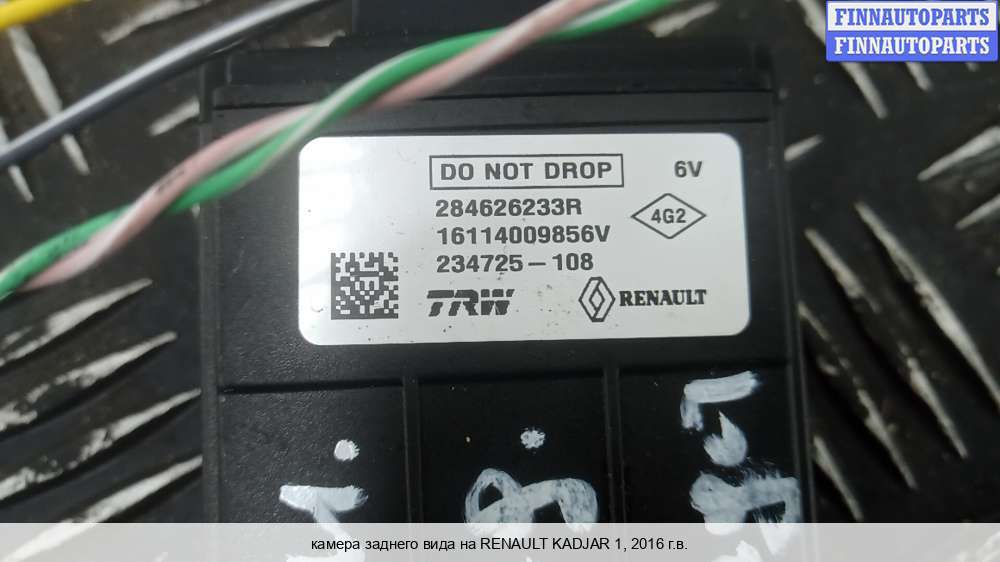 FINNAUTOPARTS
FINNAUTOPARTS
DO NOT DROP 6V
284626233R
4G2
16114009856V
234725-108
TRW RENAULT
камера заднего вида на RENAULT KADJAR 1, 2016 г.в.